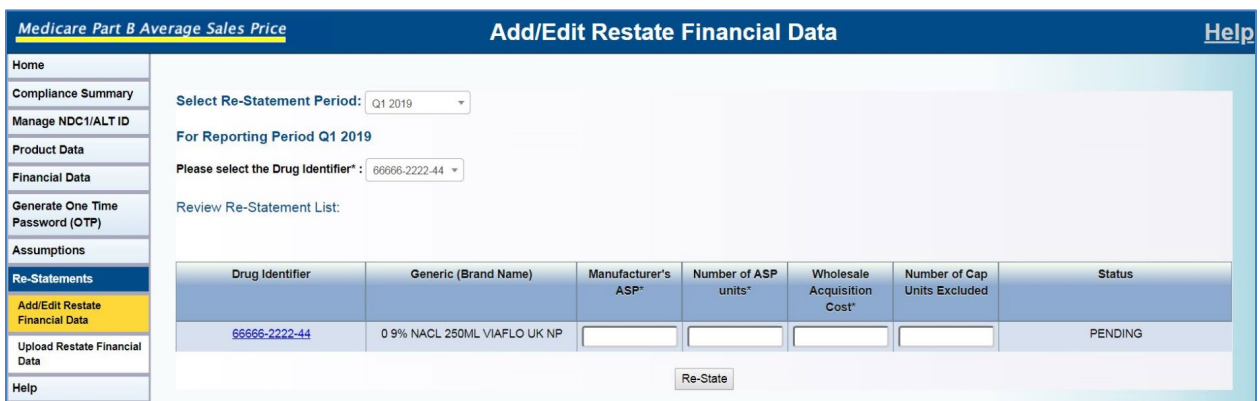 Medicare Part B Average Sales Price
Add/Edit Restate Financial Data
Help
Home
Compliance Summary
Manage NDC1/ALT ID
Product Data
Financial Data
Generate One Time
Password (OTP)
Assumptions
Re-Statements
Add/Edit Restate
Financial Data
Upload Restate Financial
Data
Help
Select Re-Statement Period: Q1 2019
For Reporting Period Q1 2019
Please select the Drug Identifier* : 66666-2222-44
Review Re-Statement List:
Drug Identifier
Generic (Brand Name)
Manufacturer's
ASP*
Number of ASP
units*
Wholesale
Acquisition
Cost*
Number of Cap
Units Excluded
Status
66666-2222-44
0 9% NACL 250ML VIAFLO UK NP
PENDING
Re-State